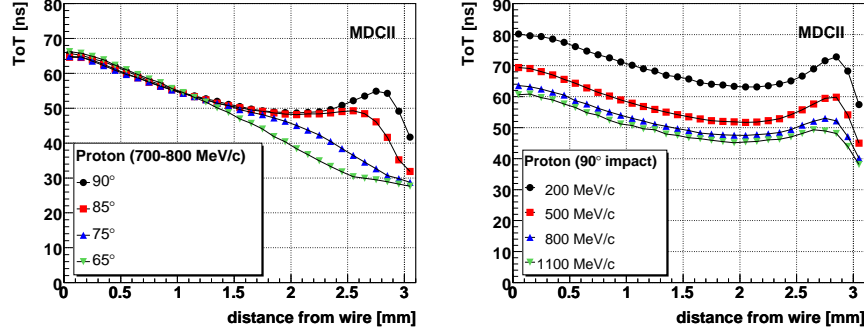 ToT [ns]
MDCII
80
70
60
50
40
30
20
10
0
Proton (700-800 MeV/c)
90°
85°
75°
65°
0 0.5 1 1.5 2 2.5 3
distance from wire [mm]
ToT [ns]
MDCII
90
80
70
60
50
40
30
20
10
0
Proton (90° impact)
200 MeV/c
500 MeV/c
800 MeV/c
1100 MeV/c
0 0.5 1 1.5 2 2.5 3
distance from wire [mm]